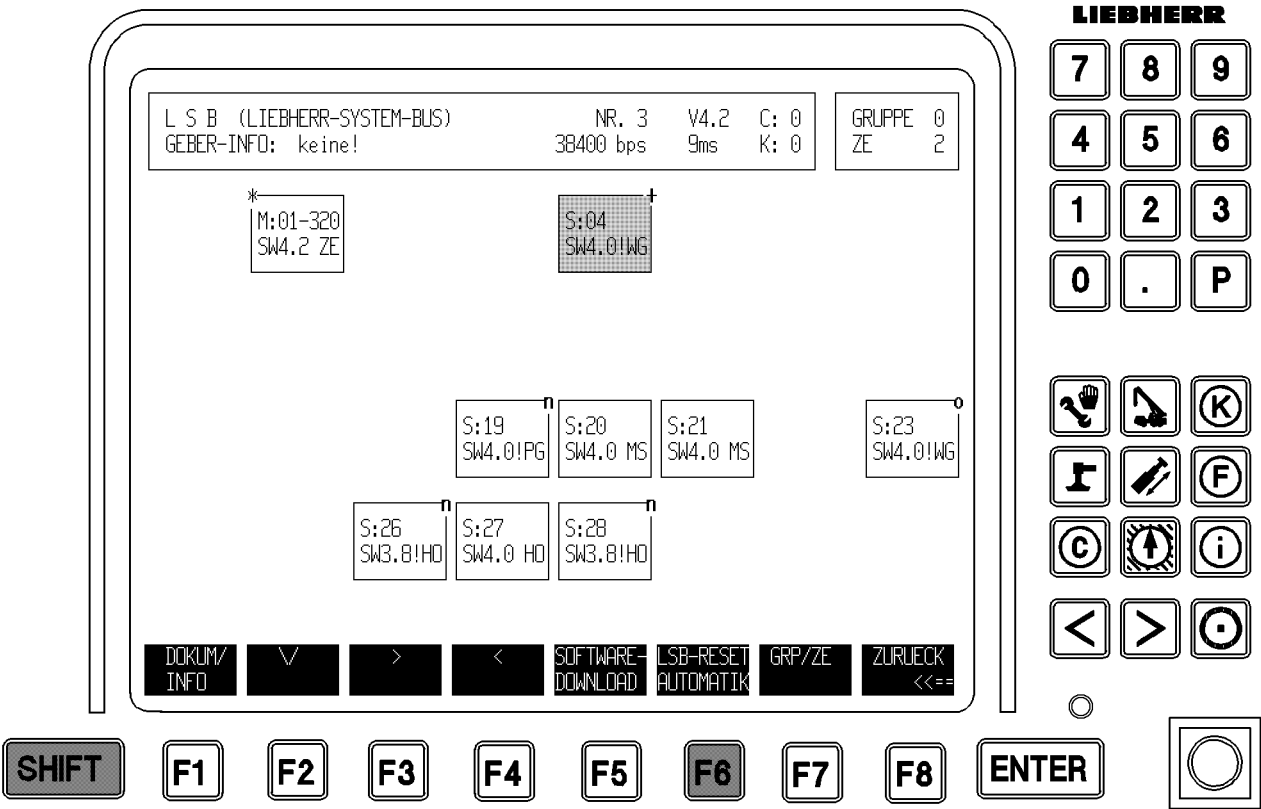 LIEBHERR
L S B (LIEBHERR-SYSTEM-BUS) NR. 3 V4.2 C: 0
GEBER-INFO: keine! 38400 bps 9ms K: 0
GRUPPE 0
ZE 2
*
M:01-320
SW4.2 ZE
+
S:04
SW4.0!WG
n
S:19
SW4.0!PG
S:20
SW4.0 MS
S:21
SW4.0 MS
o
S:23
SW4.0!WG
n
S:26
SW3.8!HO
S:27
SW4.0 HO
n
S:28
SW3.8!HO
DOKUM/
INFO
\/
>
<
SOFTWARE-
DOWNLOAD
LSB-RESET
AUTOMATIK
GRP/ZE
ZURUECK
<<==
7 8 9
4 5 6
1 2 3
0 . P
K
F
C i
< >
SHIFT F1 F2 F3 F4 F5 F6 F7 F8 ENTER